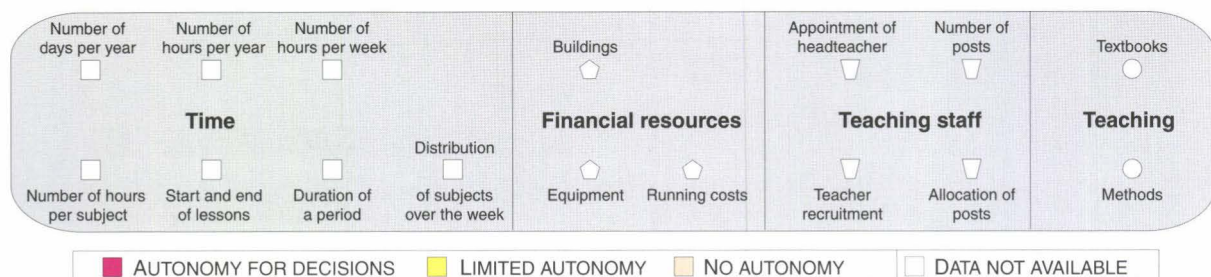 Number of
days per year
Number of
hours per year
Number of
hours per week
Buildings
Appointment of
headteacher
Number of
posts
Textbooks
Time
Financial resources
Teaching staff
Teaching
Number of hours
per subject
Start and end
of lessons
Duration of
a period
Distribution
of subjects
over the week
Equipment
Running costs
Teacher
recruitment
Allocation of
posts
Methods
AUTONOMY FOR DECISIONS
LIMITED AUTONOMY
NO AUTONOMY
DATA NOT AVAILABLE